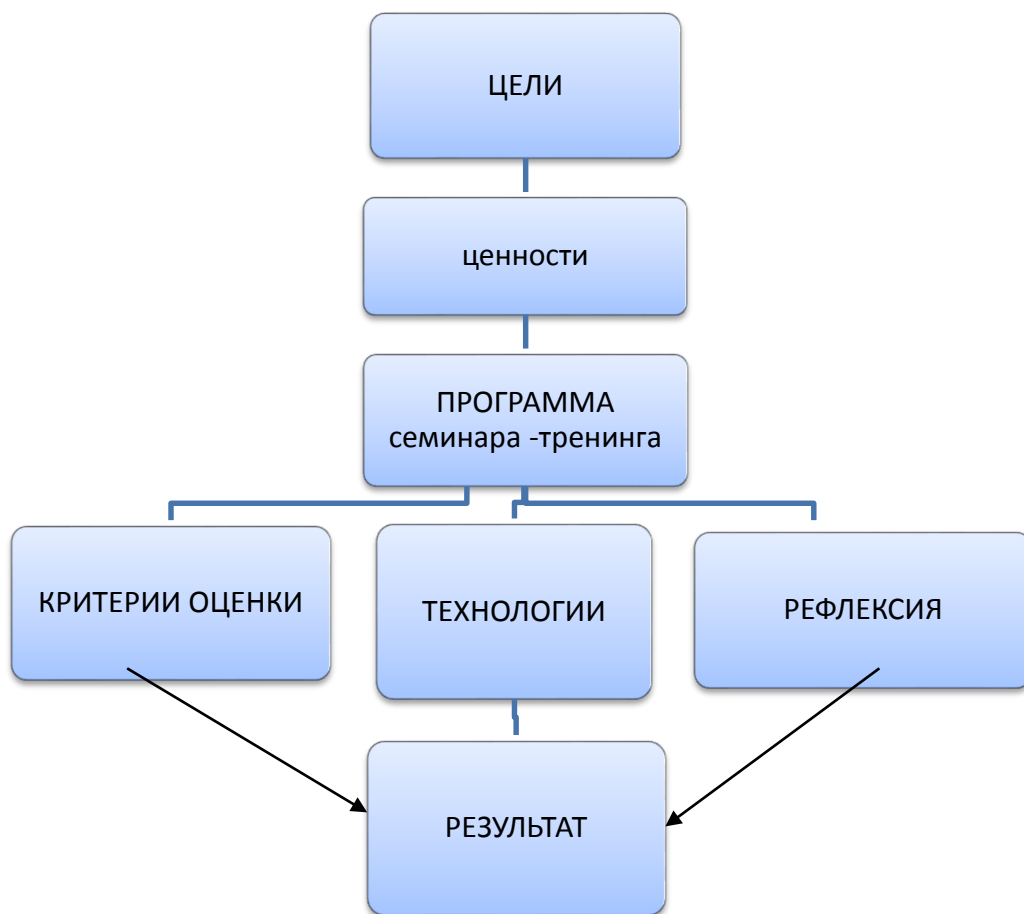 ЦЕЛИ
ценности
ПРОГРАММА
семинара -тренинга
КРИТЕРИИ ОЦЕНКИ
ТЕХНОЛОГИИ
РЕФЛЕКСИЯ
РЕЗУЛЬТАТ